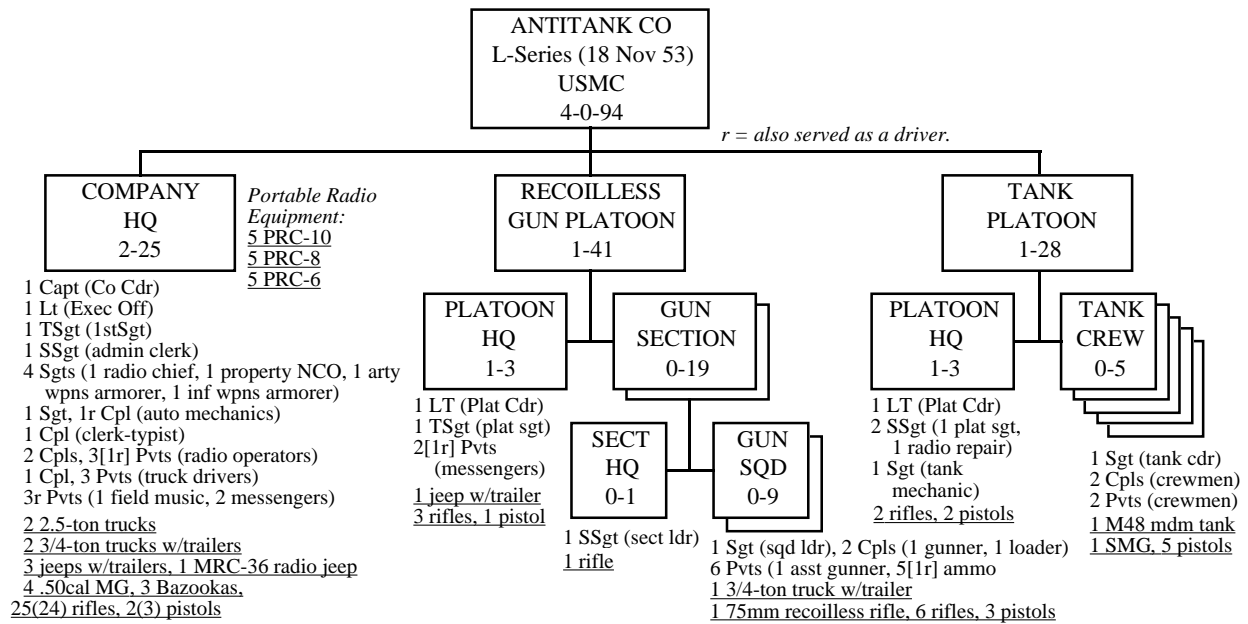 ANTITANK CO
L-Series (18 Nov 53)
USMC
4-0-94
r = also served as a driver.
COMPANY
HQ
2-25
Portable Radio
Equipment:
5 PRC-10
5 PRC-8
5 PRC-6
1 Capt (Co Cdr)
1 Lt (Exec Off)
1 TSgt (1stSgt)
1 SSgt (admin clerk)
4 Sgts (1 radio chief, 1 property NCO, 1 arty
wpns armorer, 1 inf wpns armorer)
1 Sgt, 1r Cpl (auto mechanics)
1 Cpl (clerk-typist)
2 Cpls, 3[1r] Pvts (radio operators)
1 Cpl, 3 Pvts (truck drivers)
3r Pvts (1 field music, 2 messengers)
2 2.5-ton trucks
2 3/4-ton trucks w/trailers
3 jeeps w/trailers, 1 MRC-36 radio jeep
4 .50cal MG, 3 Bazookas,
25(24) rifles, 2(3) pistols
RECOILLESS
GUN PLATOON
1-41
PLATOON
HQ
1-3
1 LT (Plat Cdr)
1 TSgt (plat sgt)
2[1r] Pvts
(messengers)
1 jeep w/trailer
3 rifles, 1 pistol
GUN
SECTION
0-19
SECT
HQ
0-1
1 SSgt (sect ldr)
1 rifle
GUN
SQD
0-9
1 Sgt (sqd ldr), 2 Cpls (1 gunner, 1 loader)
6 Pvts (1 asst gunner, 5[1r] ammo
1 3/4-ton truck w/trailer
1 75mm recoilless rifle, 6 rifles, 3 pistols
TANK
PLATOON
1-28
PLATOON
HQ
1-3
1 LT (Plat Cdr)
2 SSgt (1 plat sgt,
1 radio repair)
1 Sgt (tank
mechanic)
2 rifles, 2 pistols
TANK
CREW
0-5
1 Sgt (tank cdr)
2 Cpls (crewmen)
2 Pvts (crewmen)
1 M48 mdm tank
1 SMG, 5 pistols